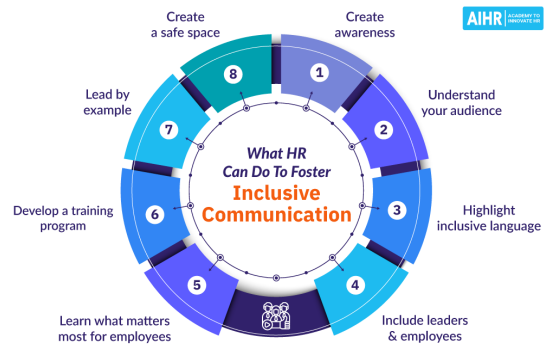 AIHR
ACADEMY TO
INNOVATE HR
What HR
Can Do To Foster
Inclusive
Communication
1
Create
awareness
2
Understand
your audience
3
Highlight
inclusive language
4
Include leaders
& employees
5
Learn what matters
most for employees
6
Develop a training
program
7
Lead by
example
8
Create
a safe space